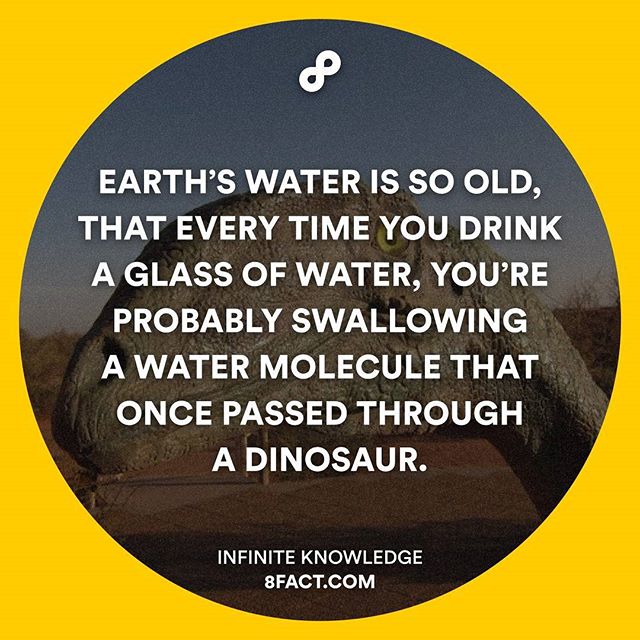 EARTH’S WATER IS SO OLD,
THAT EVERY TIME YOU DRINK
A GLASS OF WATER, YOU’RE
PROBABLY SWALLOWING
A WATER MOLECULE THAT
ONCE PASSED THROUGH
A DINOSAUR.
INFINITE KNOWLEDGE
8FACT.COM